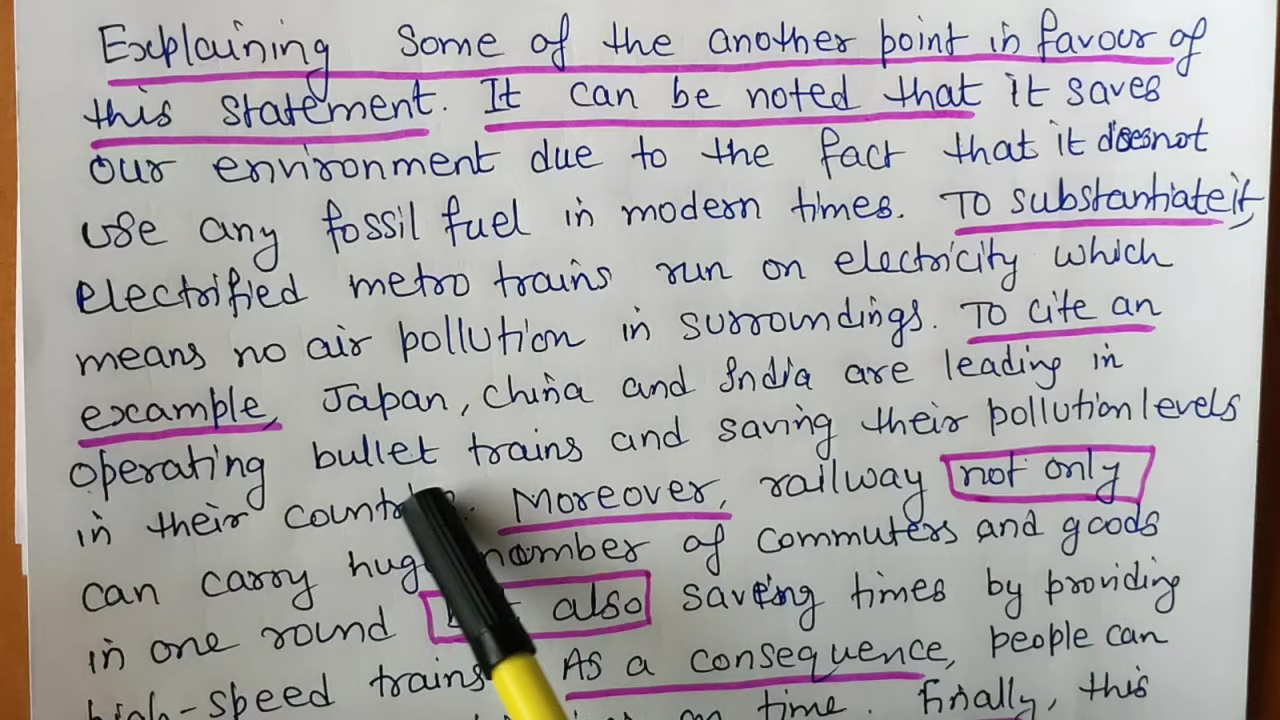 Explaining some of the another point in favour of
this statement. It can be noted that it saves
our environment due to the fact that it doesnot
use any fossil fuel in modern times. To substantiate it,
electrified metro trains run on electricity which
means no air pollution in surroundings. To cite an
example, Japan, China and India are leading in
operating bullet trains and saving their pollution levels
in their Moreover, railway not only
can carry number of commuters and goods
in one round also saving times by providing
high-speed trains As a consequence, people can
on time. Finally, this